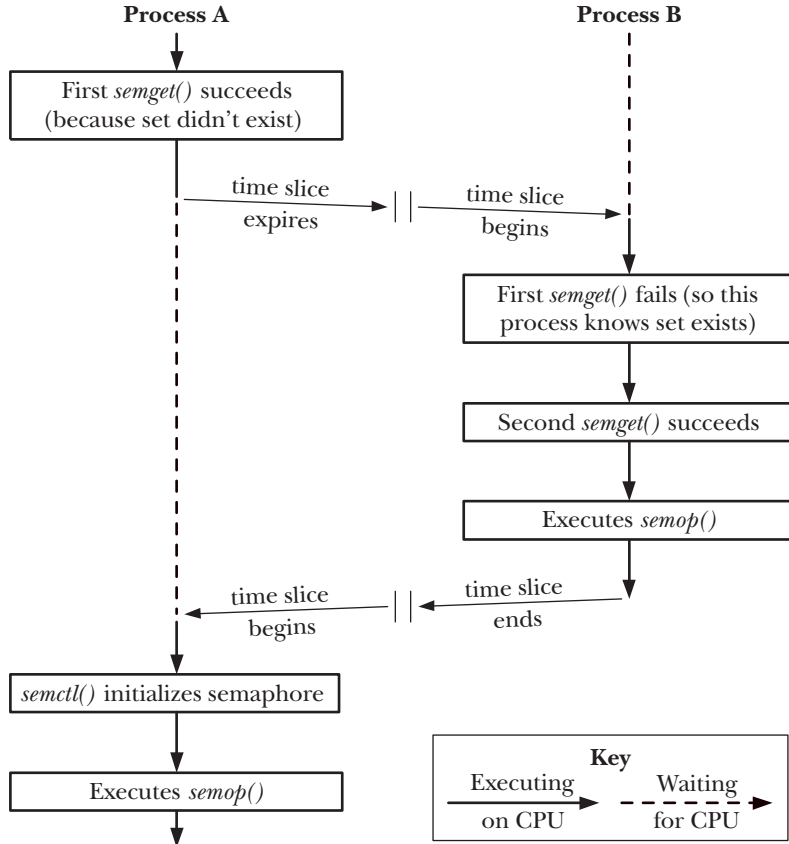 Process A
Process B
First semget() succeeds
(because set didn't exist)
time slice
expires
time slice
begins
First semget() fails (so this
process knows set exists)
Second semget() succeeds
Executes semop()
time slice
begins
time slice
ends
semctl() initializes semaphore
Executes semop()
Key
Executing
on CPU
Waiting
for CPU